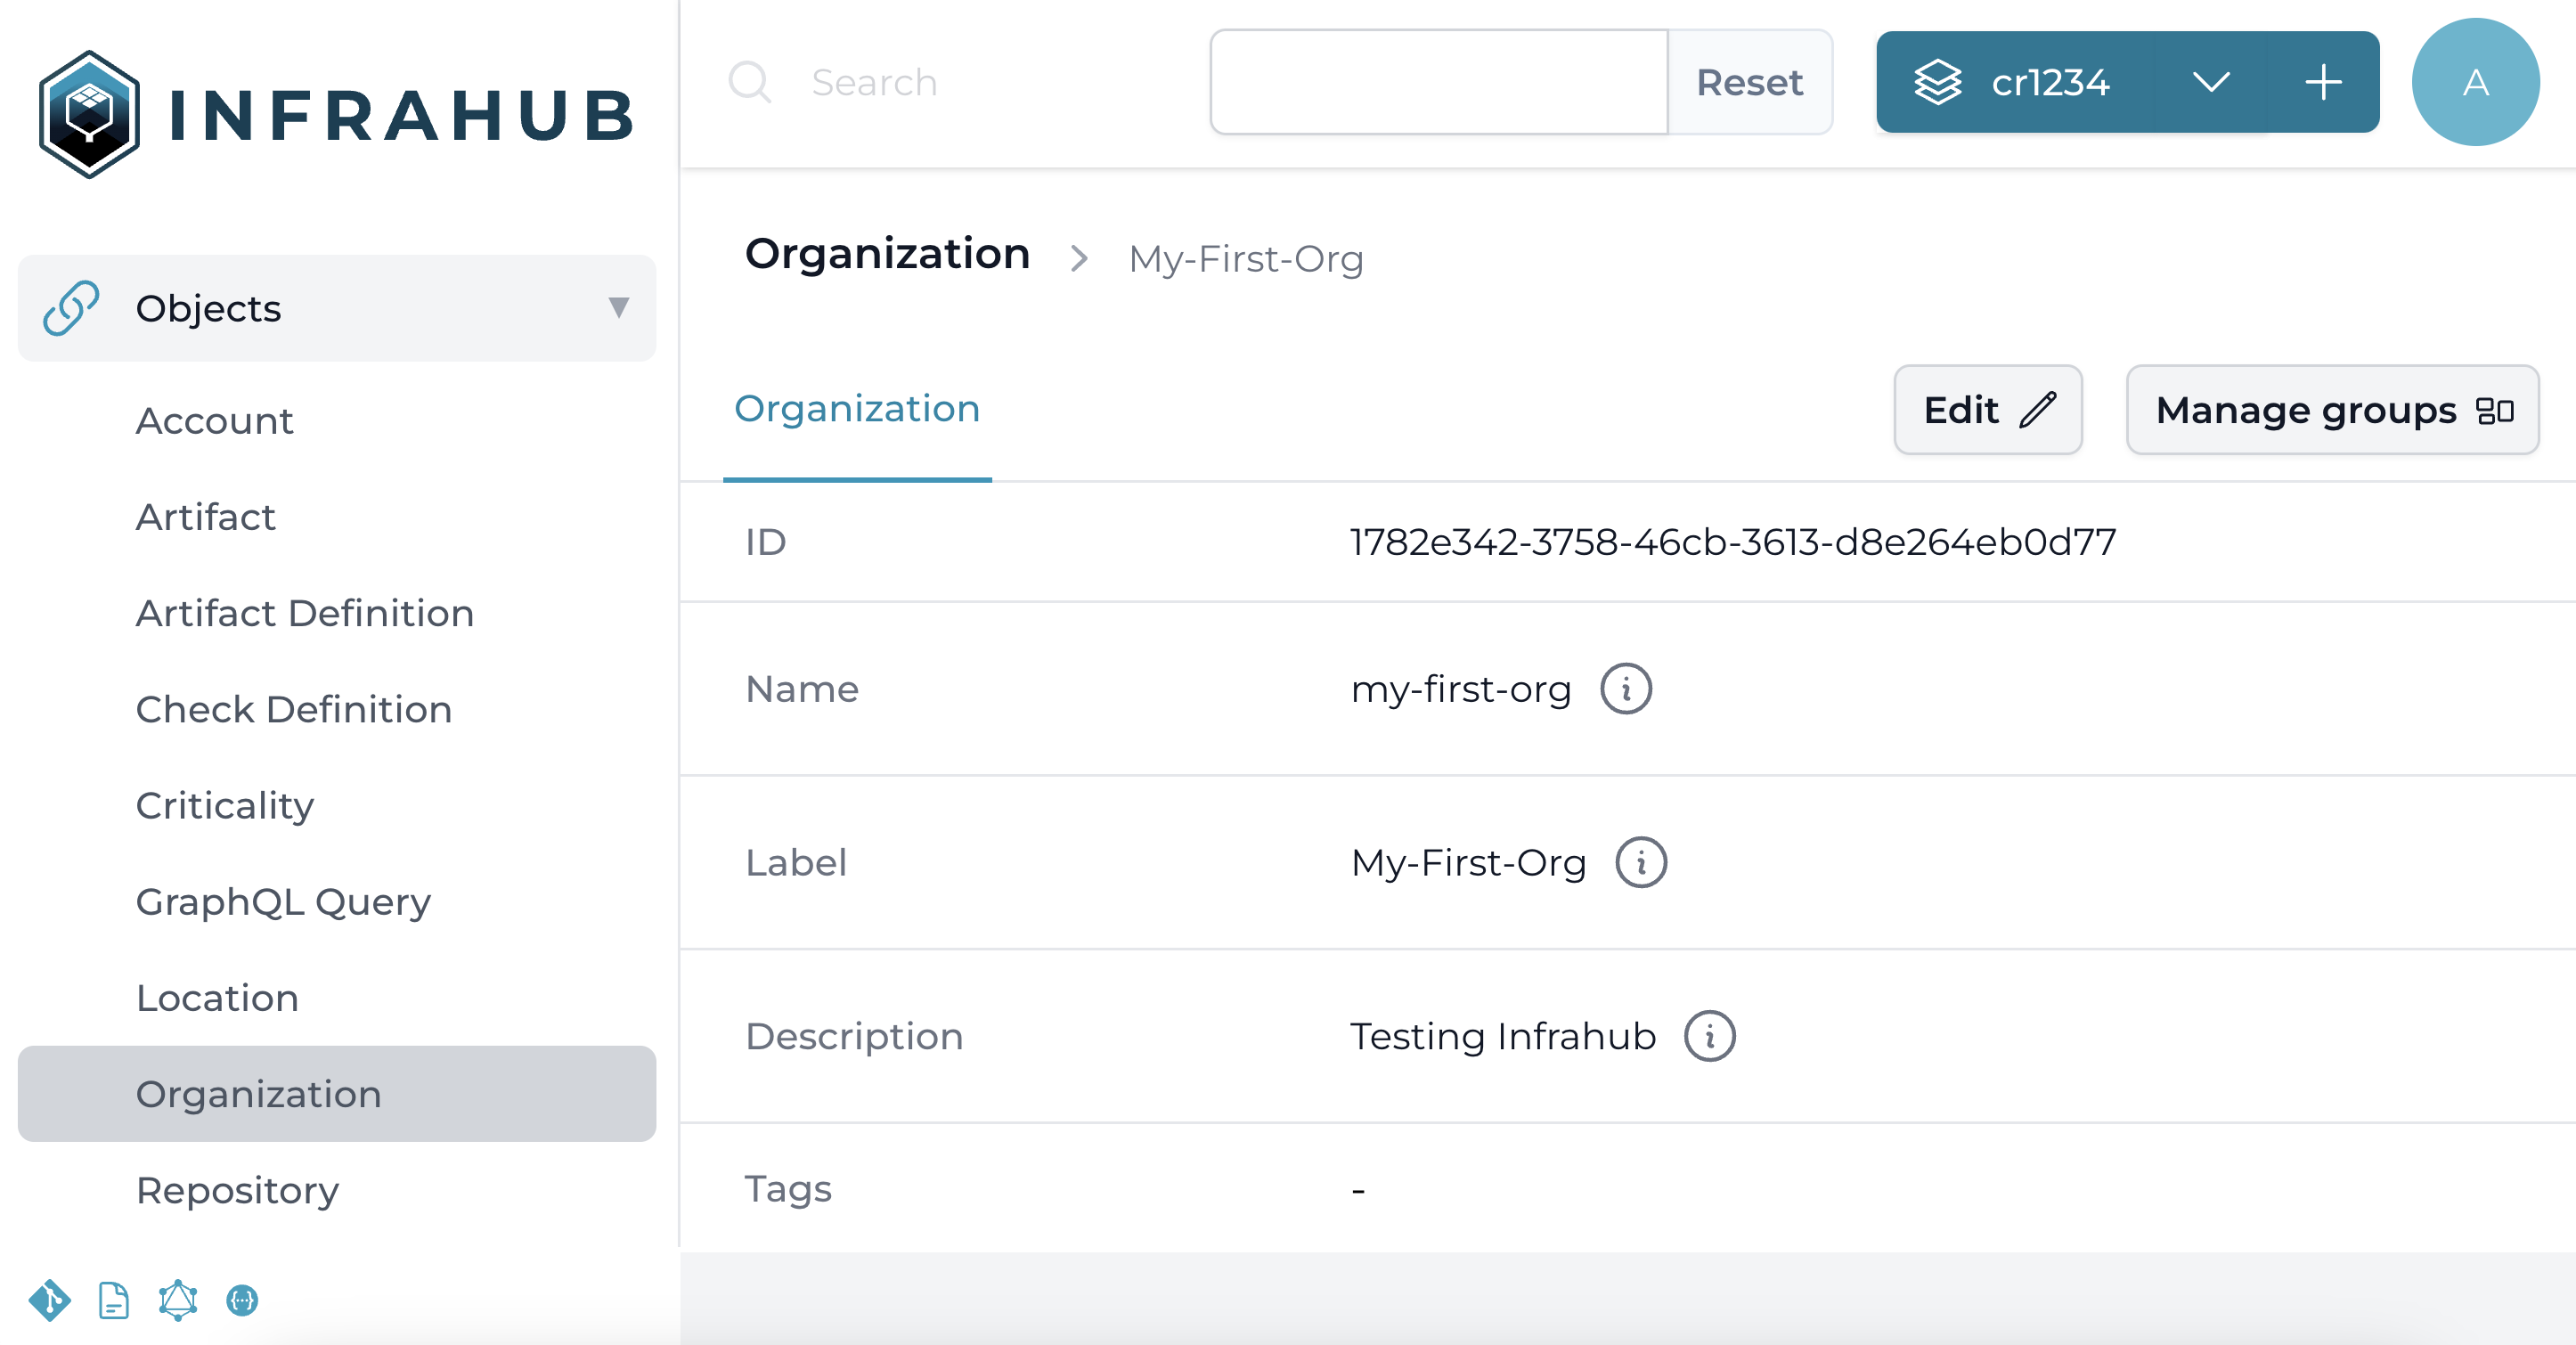 INFRAHUB
Search
Reset
cr1234
A
Objects
Account
Artifact
Artifact Definition
Check Definition
Criticality
GraphQL Query
Location
Organization
Repository
Organization > My-First-Org
Organization
Edit
Manage groups
ID 1782e342-3758-46cb-3613-d8e264eb0d77
Name my-first-org
Label My-First-Org
Description Testing Infrahub
Tags -